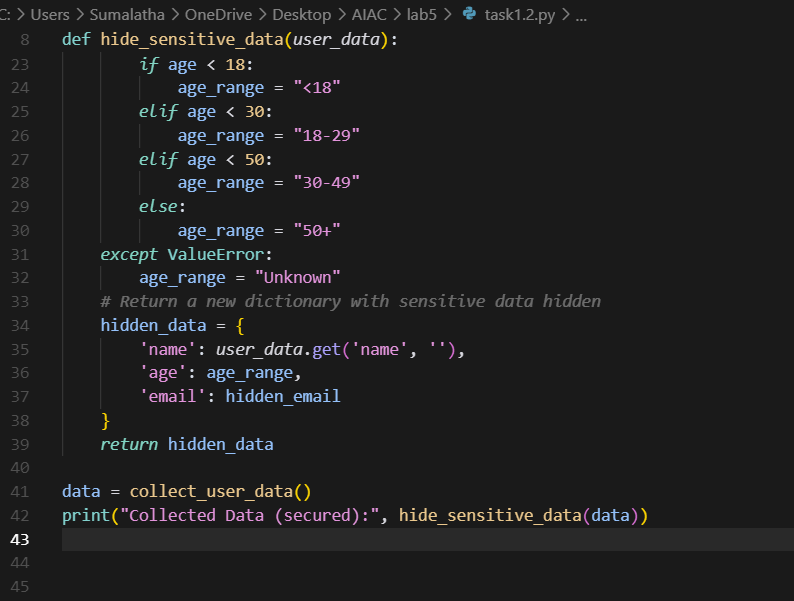 C: > Users > Sumalatha > OneDrive > Desktop > AIAC > lab5 > task1.2.py > ...
8 def hide_sensitive_data(user_data):
23 if age < 18:
24 age_range = "<18"
25 elif age < 30:
26 age_range = "18-29"
27 elif age < 50:
28 age_range = "30-49"
29 else:
30 age_range = "50+"
31 except ValueError:
32 age_range = "Unknown"
33 # Return a new dictionary with sensitive data hidden
34 hidden_data = {
35 'name': user_data.get('name', ''),
36 'age': age_range,
37 'email': hidden_email
38 }
39 return hidden_data
40
41 data = collect_user_data()
42 print("Collected Data (secured):", hide_sensitive_data(data))
43
44
45